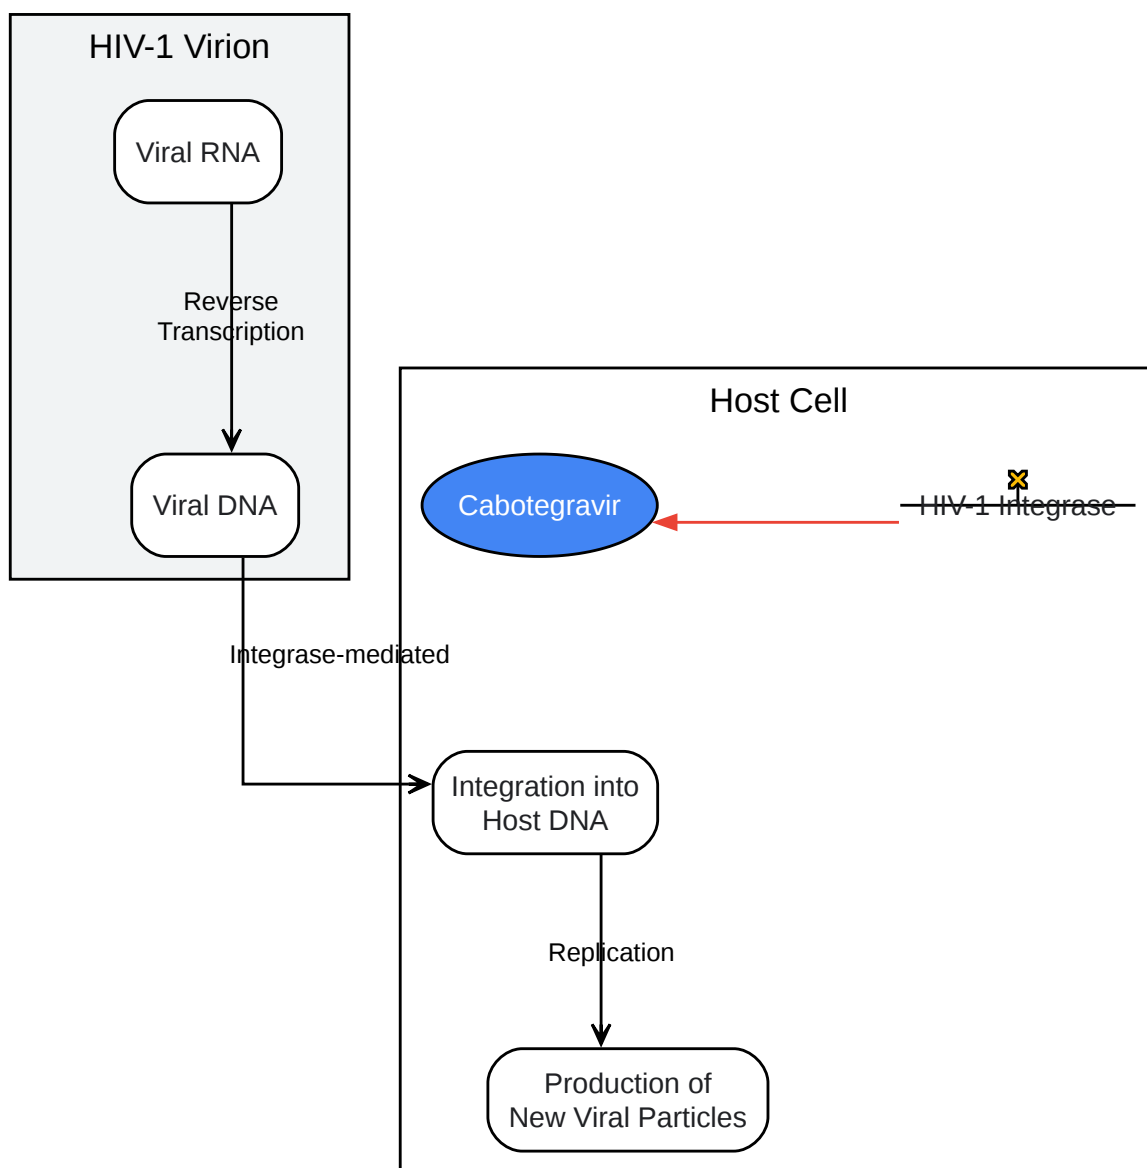 HIV-1 Virion
Viral RNA
Reverse
Transcription
Viral DNA
Host Cell
Cabotegravir
HIV-1 Integrase
Integrase-mediated
Integration into
Host DNA
Replication
Production of
New Viral Particles